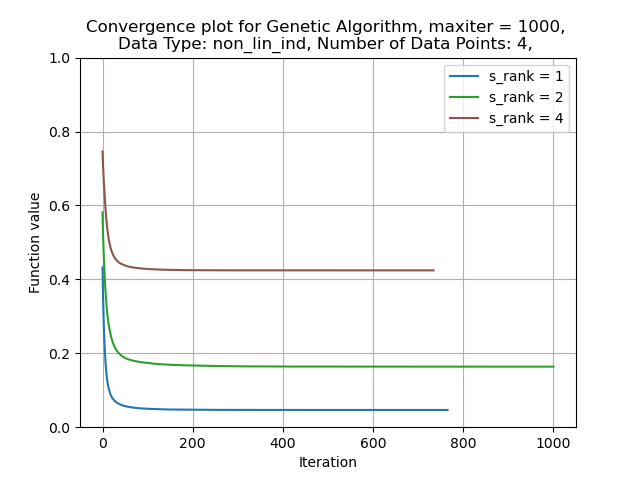 Convergence plot for Genetic Algorithm, maxiter = 1000,
Data Type: non_lin_ind, Number of Data Points: 4,
1.0
0.8
0.6
0.4
0.2
0.0
Function value
s_rank = 1
s_rank = 2
s_rank = 4
0 200 400 600 800 1000
Iteration